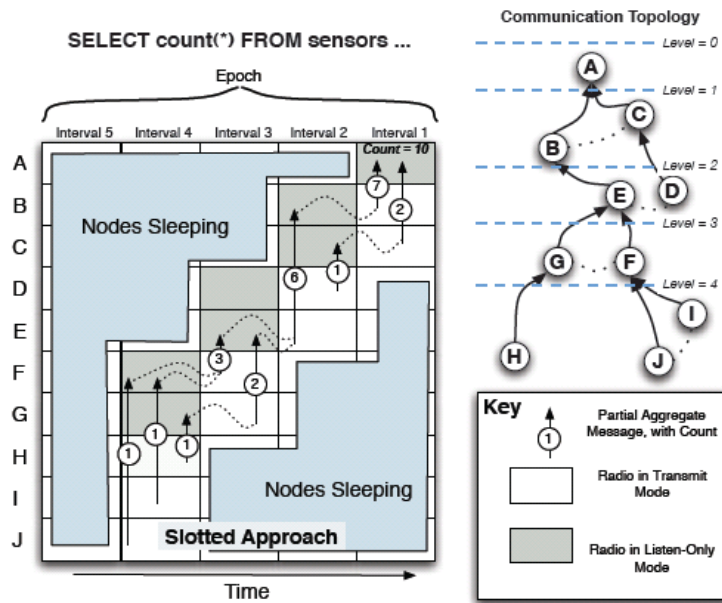 SELECT count(*) FROM sensors ...
Epoch
Interval 5 Interval 4 Interval 3 Interval 2 Interval 1
Count = 10
A
B
C
D
E
F
G
H
I
J
Nodes Sleeping
7
2
6
1
3
2
1
1
1
Nodes Sleeping
Slotted Approach
Time
Communication Topology
Level = 0
A
Level = 1
C
B
Level = 2
D
E
Level = 3
G
F
Level = 4
I
H
J
Key
1
Partial Aggregate
Message, with Count
Radio in Transmit
Mode
Radio in Listen-Only
Mode